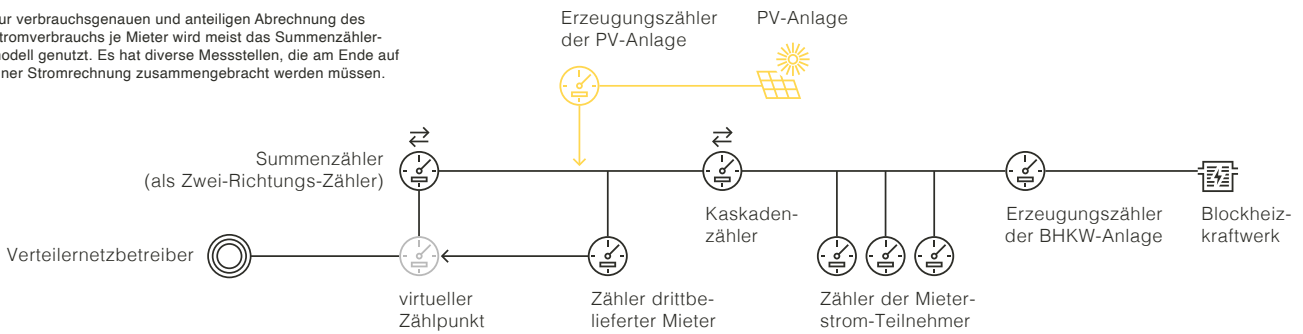 ur verbrauchsgenauen und anteiligen Abrechnung des
tromverbrauchs je Mieter wird meist das Summenzähler-
odell genutzt. Es hat diverse Messstellen, die am Ende auf
ner Stromrechnung zusammengebracht werden müssen.
Erzeugungszähler
der PV-Anlage
PV-Anlage
Summenzähler
(als Zwei-Richtungs-Zähler)
Kaskaden-
zähler
Erzeugungszähler
der BHKW-Anlage
Blockheiz-
kraftwerk
Verteilernetzbetreiber
virtueller
Zählpunkt
Zähler drittbe-
lieferter Mieter
Zähler der Mieter-
strom-Teilnehmer